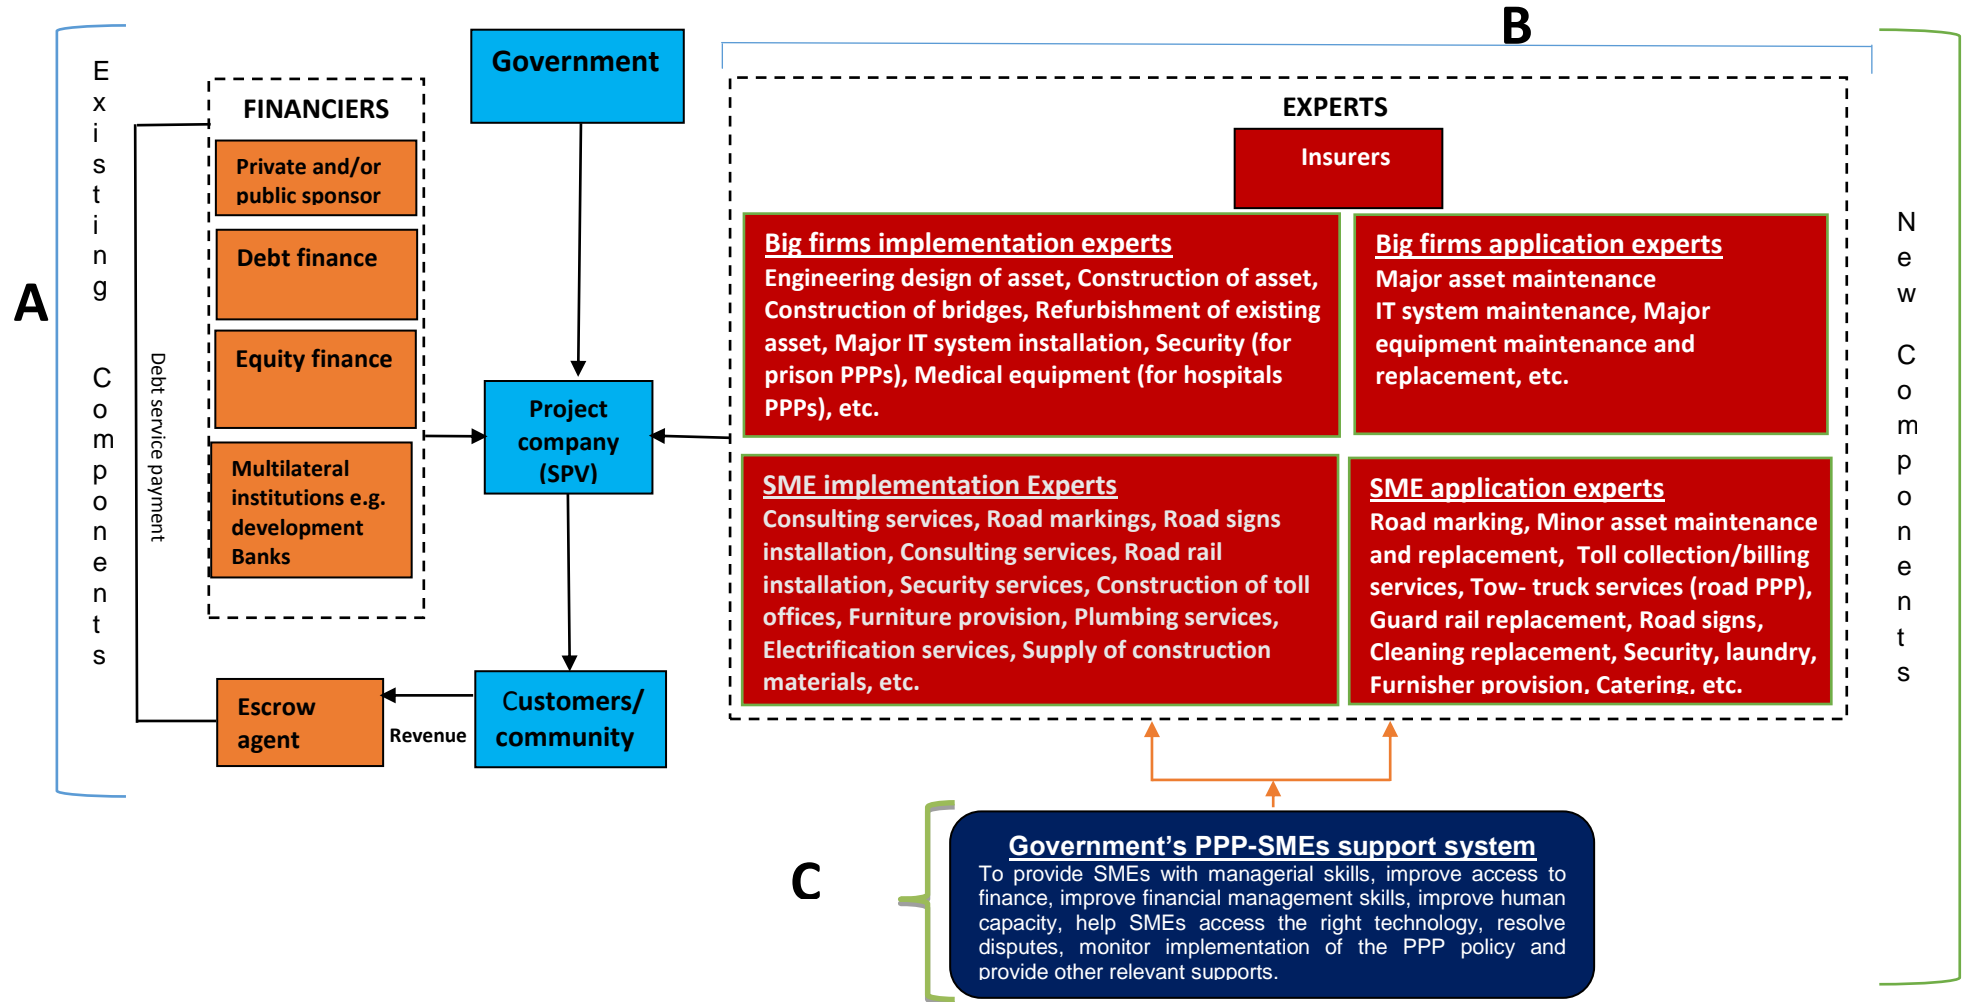 A
Existing Components
Debt service payment
FINANCIERS
Private and/or
public sponsor
Debt finance
Equity finance
Multilateral
institutions e.g.
development
Banks
Escrow
agent
Revenue
Government
Project
company
(SPV)
Customers/
community
B
EXPERTS
Insurers
Big firms implementation experts
Engineering design of asset, Construction of asset,
Construction of bridges, Refurbishment of existing
asset, Major IT system installation, Security (for
prison PPPs), Medical equipment (for hospitals
PPPs), etc.
Big firms application experts
Major asset maintenance
IT system maintenance, Major
equipment maintenance and
replacement, etc.
SME implementation Experts
Consulting services, Road markings, Road signs
installation, Consulting services, Road rail
installation, Security services, Construction of toll
offices, Furniture provision, Plumbing services,
Electrification services, Supply of construction
materials, etc.
SME application experts
Road marking, Minor asset maintenance
and replacement,  Toll collection/billing
services, Tow- truck services (road PPP),
Guard rail replacement, Road signs,
Cleaning replacement, Security, laundry,
Furnisher provision, Catering, etc.
New Components
C
Government's PPP-SMEs support system
To provide SMEs with managerial skills, improve access to
finance, improve financial management skills, improve human
capacity, help SMEs access the right technology, resolve
disputes, monitor implementation of the PPP policy and
provide other relevant supports.